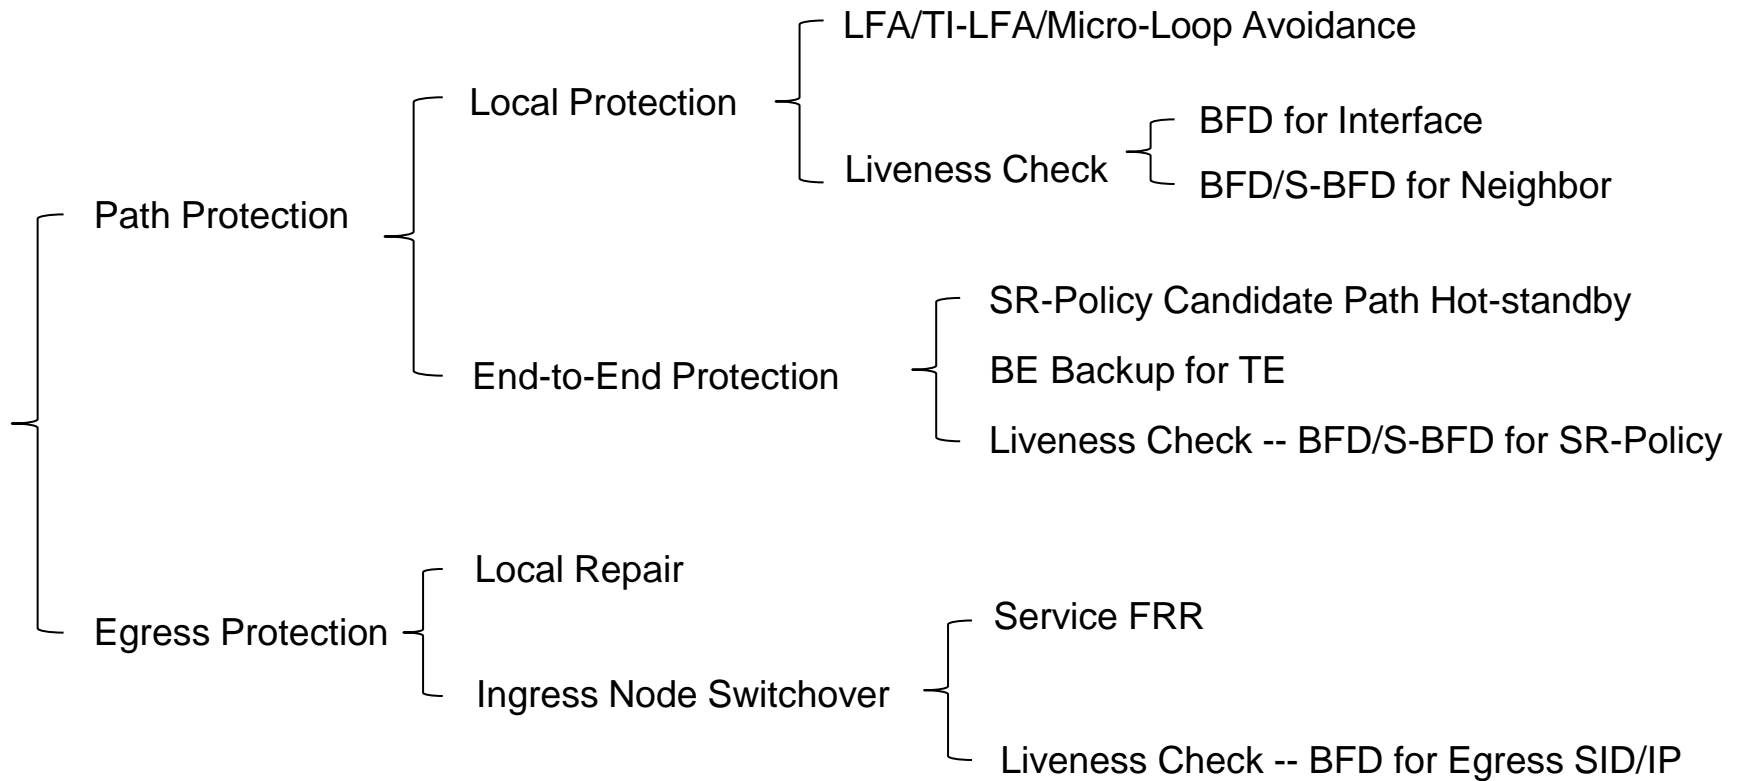 LFA/TI-LFA/Micro-Loop Avoidance
Local Protection
BFD for Interface
Liveness Check
BFD/S-BFD for Neighbor
Path Protection
SR-Policy Candidate Path Hot-standby
End-to-End Protection
BE Backup for TE
Liveness Check -- BFD/S-BFD for SR-Policy
Local Repair
Egress Protection
Service FRR
Ingress Node Switchover
Liveness Check -- BFD for Egress SID/IP